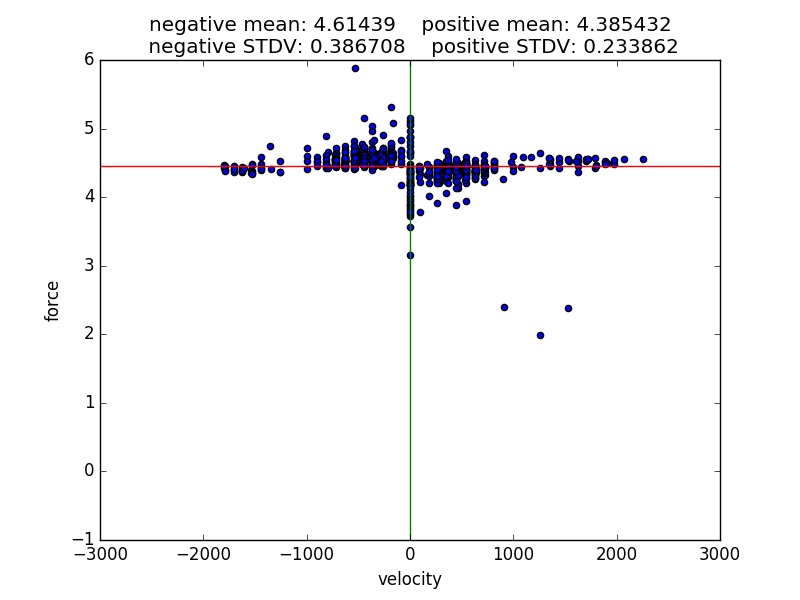 negative mean: 4.61439 positive mean: 4.385432
negative STDV: 0.386708 positive STDV: 0.233862
6
5
4
3
2
1
0
−1
force
−3000 −2000 −1000 0 1000 2000 3000
velocity